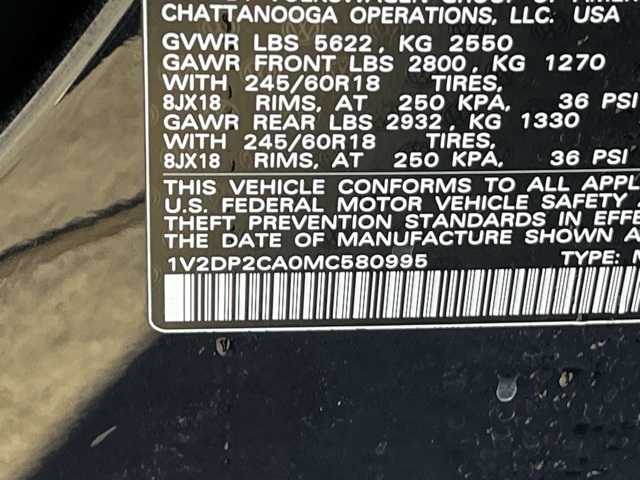 VOLKSWAGEN GROUP OF
CHATTANOOGA OPERATIONS, LLC. USA
GVWR LBS 5622, KG 2550
GAWR FRONT LBS 2800, KG 1270
WITH 245/60R18 TIRES,
8JX18 RIMS, AT 250 KPA, 36 PSI
GAWR REAR LBS 2932, KG 1330
WITH 245/60R18 TIRES,
8JX18 RIMS, AT 250 KPA, 36 PSI
THIS VEHICLE CONFORMS TO ALL APPL
U.S. FEDERAL MOTOR VEHICLE SAFETY
THEFT PREVENTION STANDARDS IN EFFE
THE DATE OF MANUFACTURE SHOWN A
1V2DP2CA0MC580995 TYPE: M